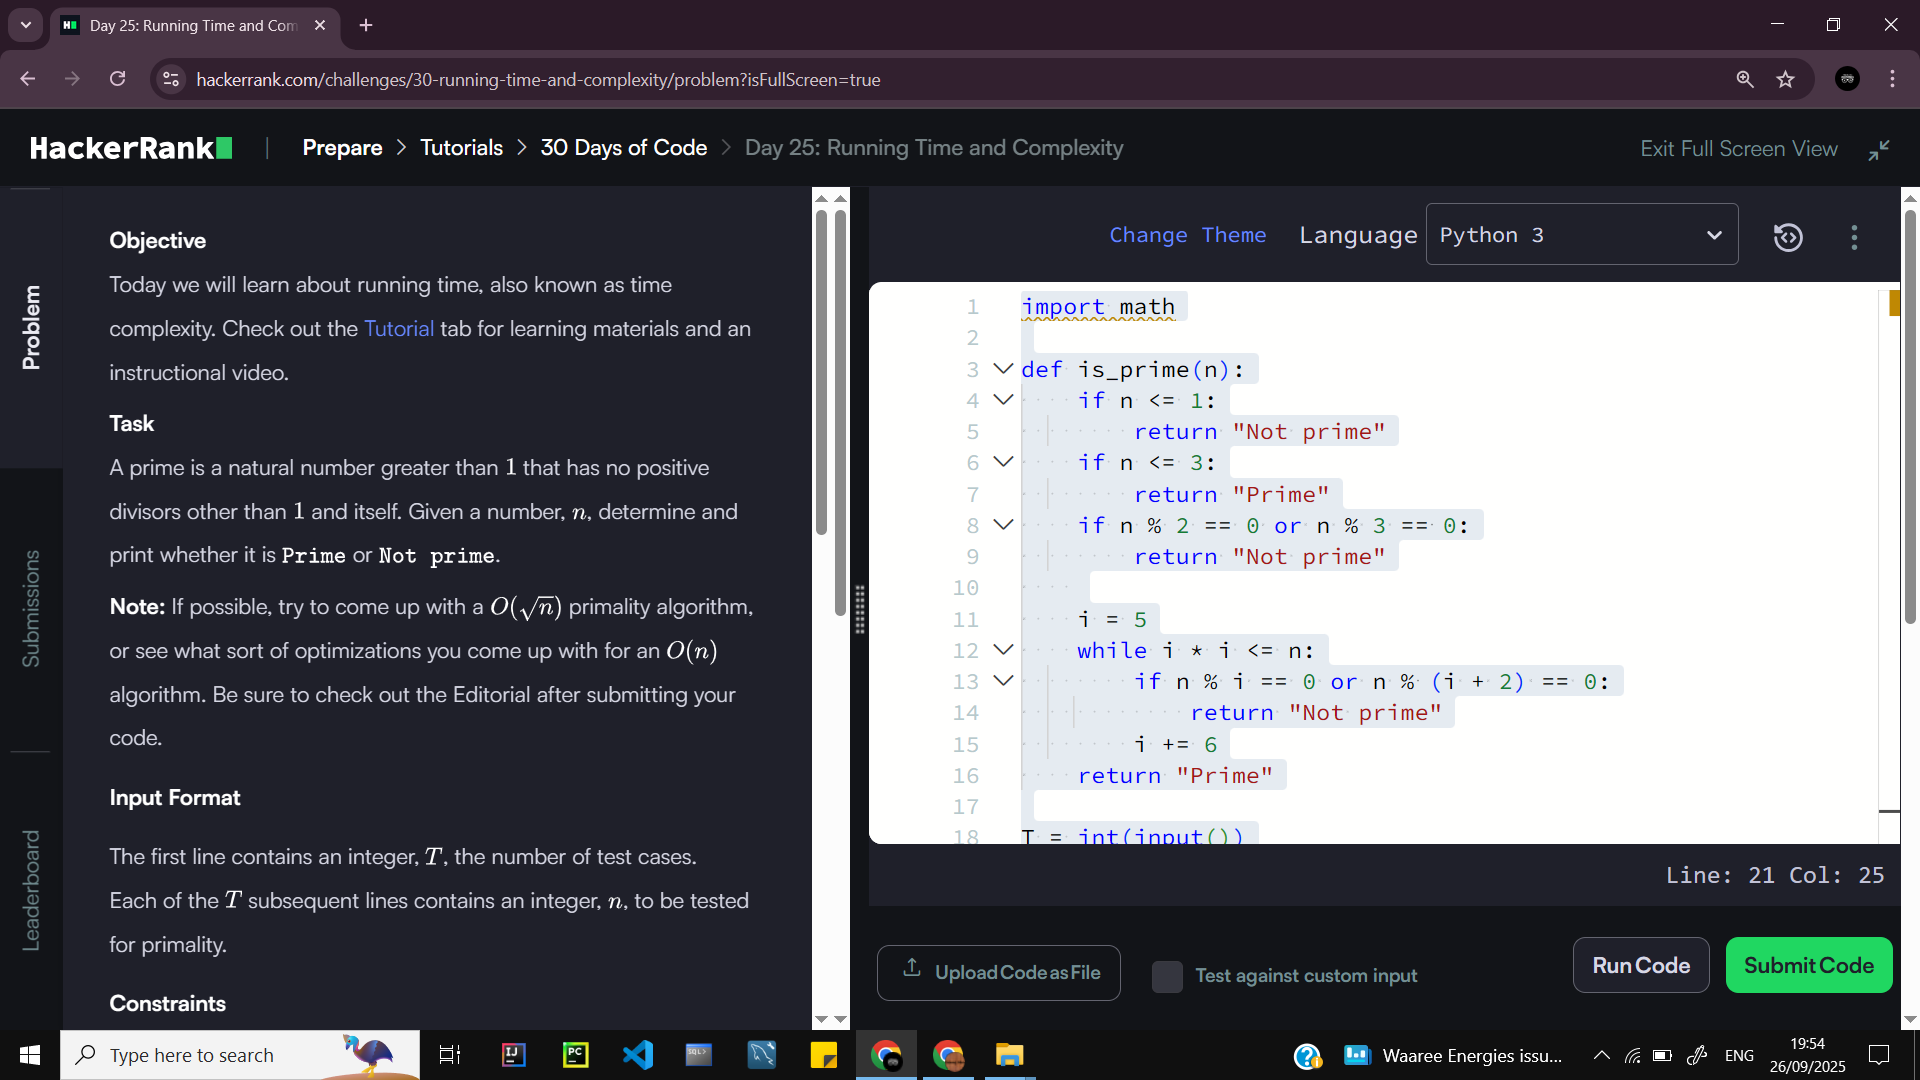 Day 25: Running Time and Com
hackerrank.com/challenges/30-running-time-and-complexity/problem?isFullScreen=true
HackerRank
Prepare > Tutorials > 30 Days of Code > Day 25: Running Time and Complexity
Exit Full Screen View
Problem
Submissions
Leaderboard
Objective
Today we will learn about running time, also known as time
complexity. Check out the Tutorial tab for learning materials and an
instructional video.
Task
A prime is a natural number greater than 1 that has no positive
divisors other than 1 and itself. Given a number, n, determine and
print whether it is Prime or Not prime.
Note: If possible, try to come up with a O(√n) primality algorithm,
or see what sort of optimizations you come up with for an O(n)
algorithm. Be sure to check out the Editorial after submitting your
code.
Input Format
The first line contains an integer, T, the number of test cases.
Each of the T subsequent lines contains an integer, n, to be tested
for primality.
Constraints
Change Theme Language Python 3
1 import math
2
3 def is_prime(n):
4 if n <= 1:
5 return "Not prime"
6 if n <= 3:
7 return "Prime"
8 if n % 2 == 0 or n % 3 == 0:
9 return "Not prime"
10
11 i = 5
12 while i * i <= n:
13 if n % i == 0 or n % (i + 2) == 0:
14 return "Not prime"
15 i += 6
16 return "Prime"
17
18 T = int(input())
Line: 21 Col: 25
Upload Code as File
Test against custom input
Run Code
Submit Code
Type here to search
Waaree Energies issu...
ENG
19:54
26/09/2025